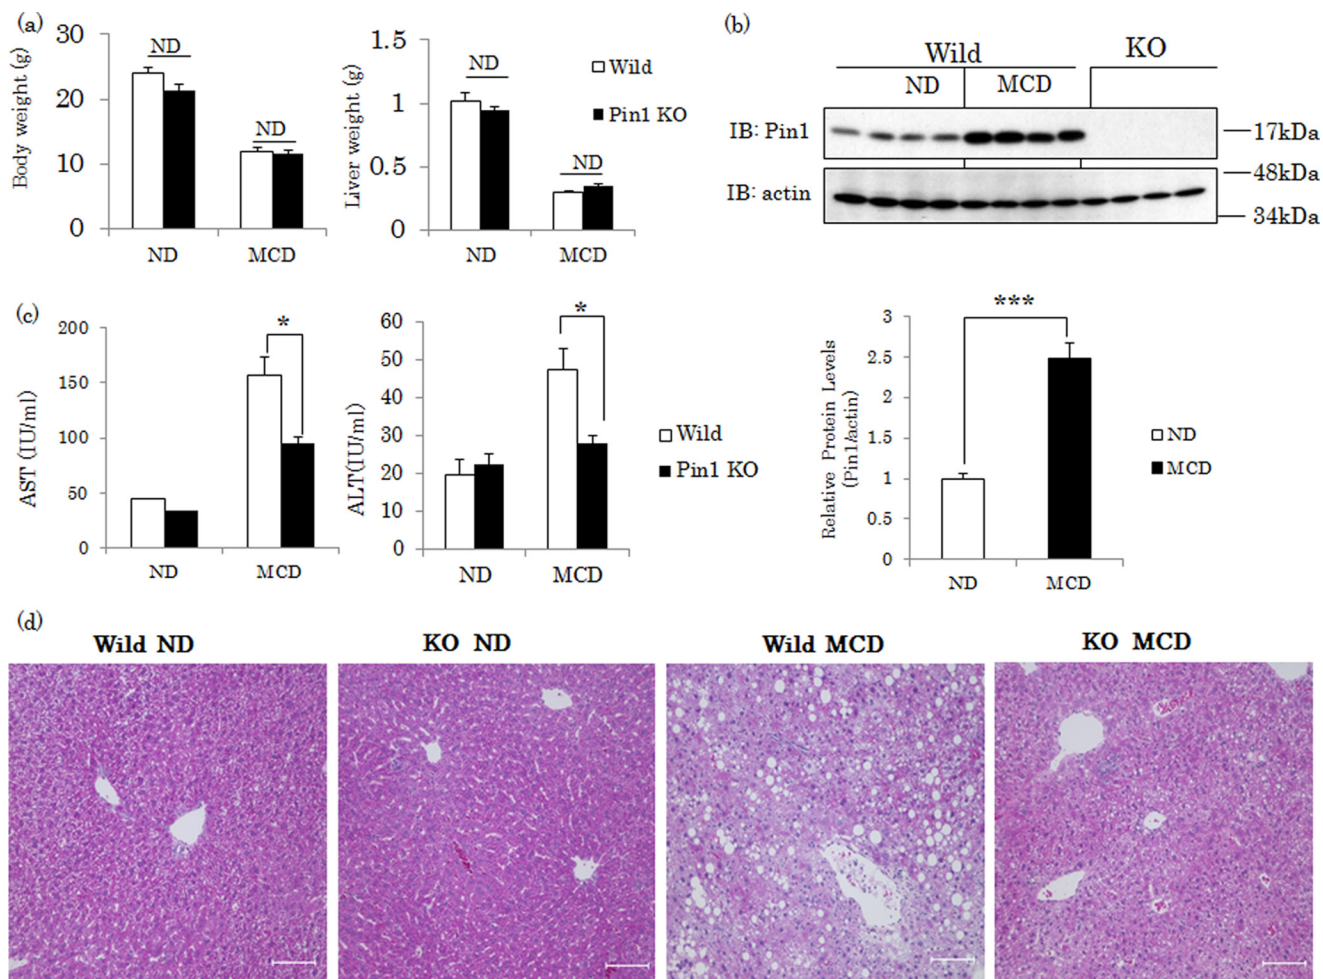 (a)
Body weight (g)
30
20
10
0
ND
ND
ND
MCD
Liver weight (g)
1.5
1
0.5
0
ND
ND
ND
MCD
Wild
Pin1 KO
(b)
Wild
KO
ND
MCD
IB: Pin1
17kDa
48kDa
IB: actin
34kDa
Relative Protein Levels
(Pin1/actin)
3
2.5
2
1.5
1
0.5
0
***
ND
MCD
ND
MCD
(c)
AST (IU/ml)
200
150
100
50
0
*
ND
MCD
ALT(IU/ml)
60
50
40
30
20
10
0
*
ND
MCD
Wild
Pin1 KO
(d)
Wild ND
KO ND
Wild MCD
KO MCD